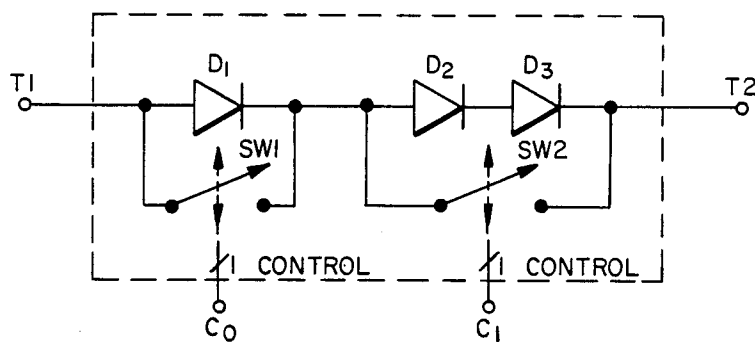 D1 D2 D3
T1 T2
SW1 SW2
1 CONTROL 1 CONTROL
C0 C1